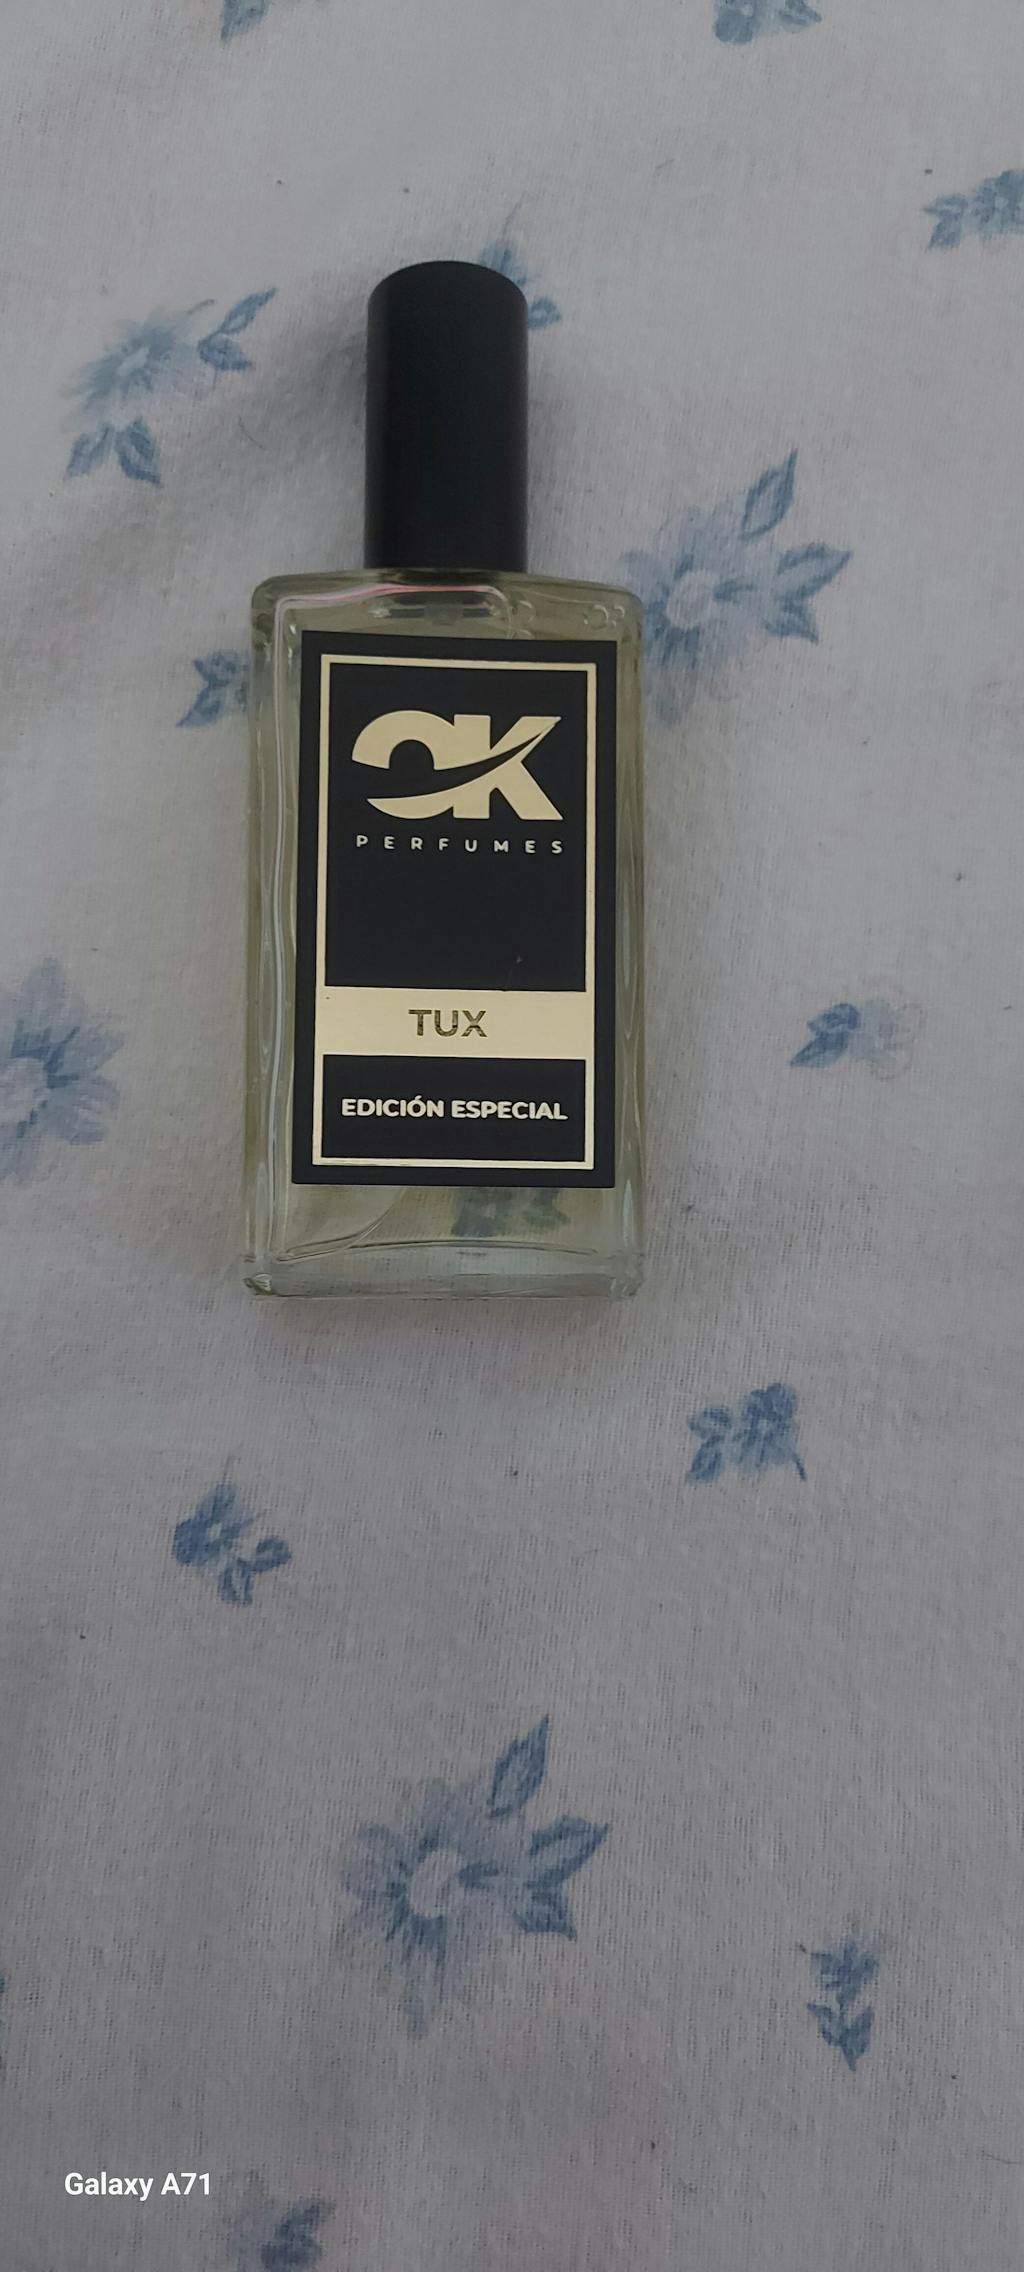 OK
PERFUMES
TUX
EDICIÓN ESPECIAL
Galaxy A71